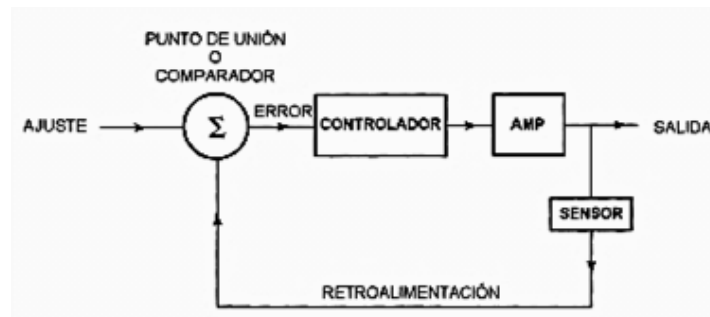 PUNTO DE UNIÓN
O
COMPARADOR
AJUSTE
Σ
ERROR
CONTROLADOR
AMP
SALIDA
SENSOR
RETROALIMENTACIÓN